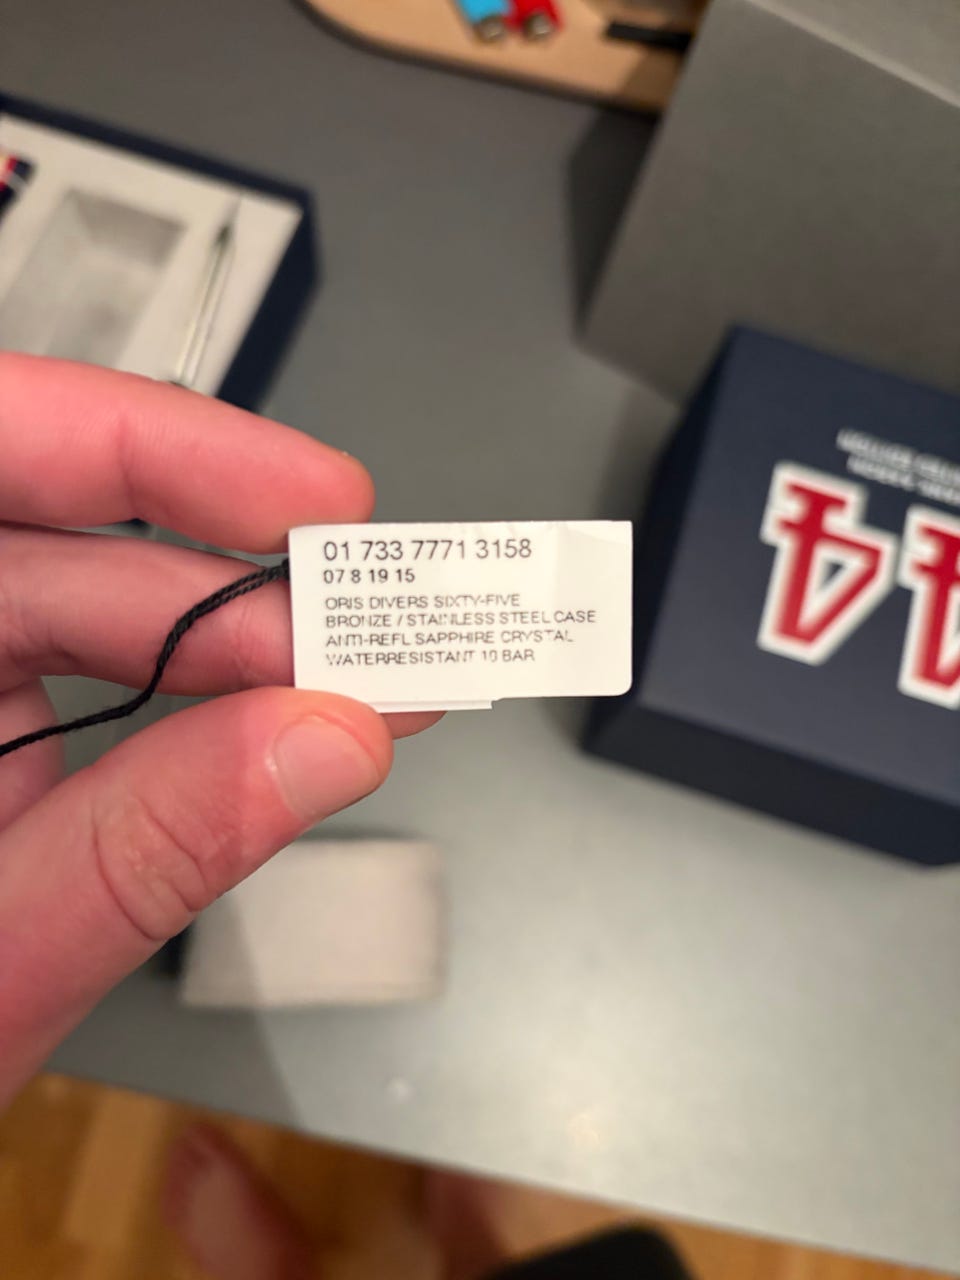 01 733 7771 3158
07 8 19 15
ORIS DIVERS SIXTY-FIVE
BRONZE / STAINLESS STEEL CASE
ANTI-REFL SAPPHIRE CRYSTAL
WATERRESISTANT 10 BAR
44